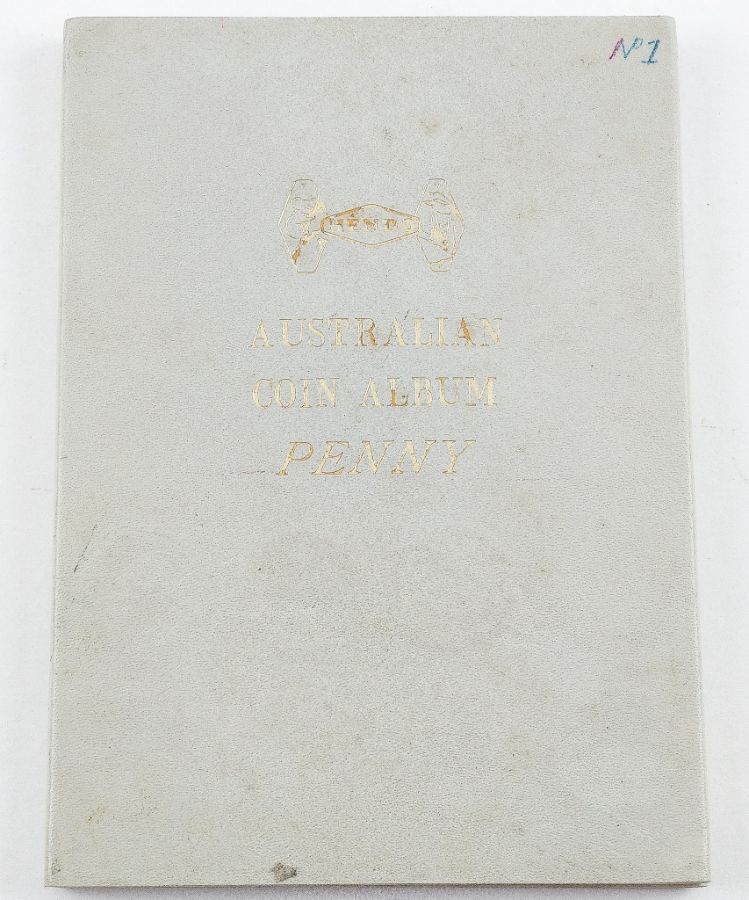 Nº1
AUSTRALIAN
COIN ALBUM
PENNY